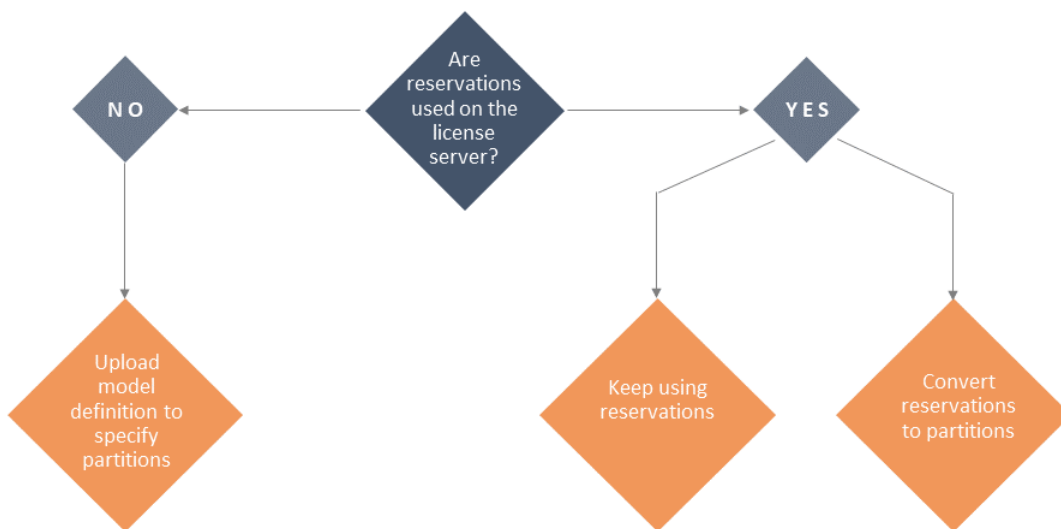 Are
reservations
used on the
license
server?
NO
YES
Upload
model
definition to
specify
partitions
Keep using
reservations
Convert
reservations
to partitions